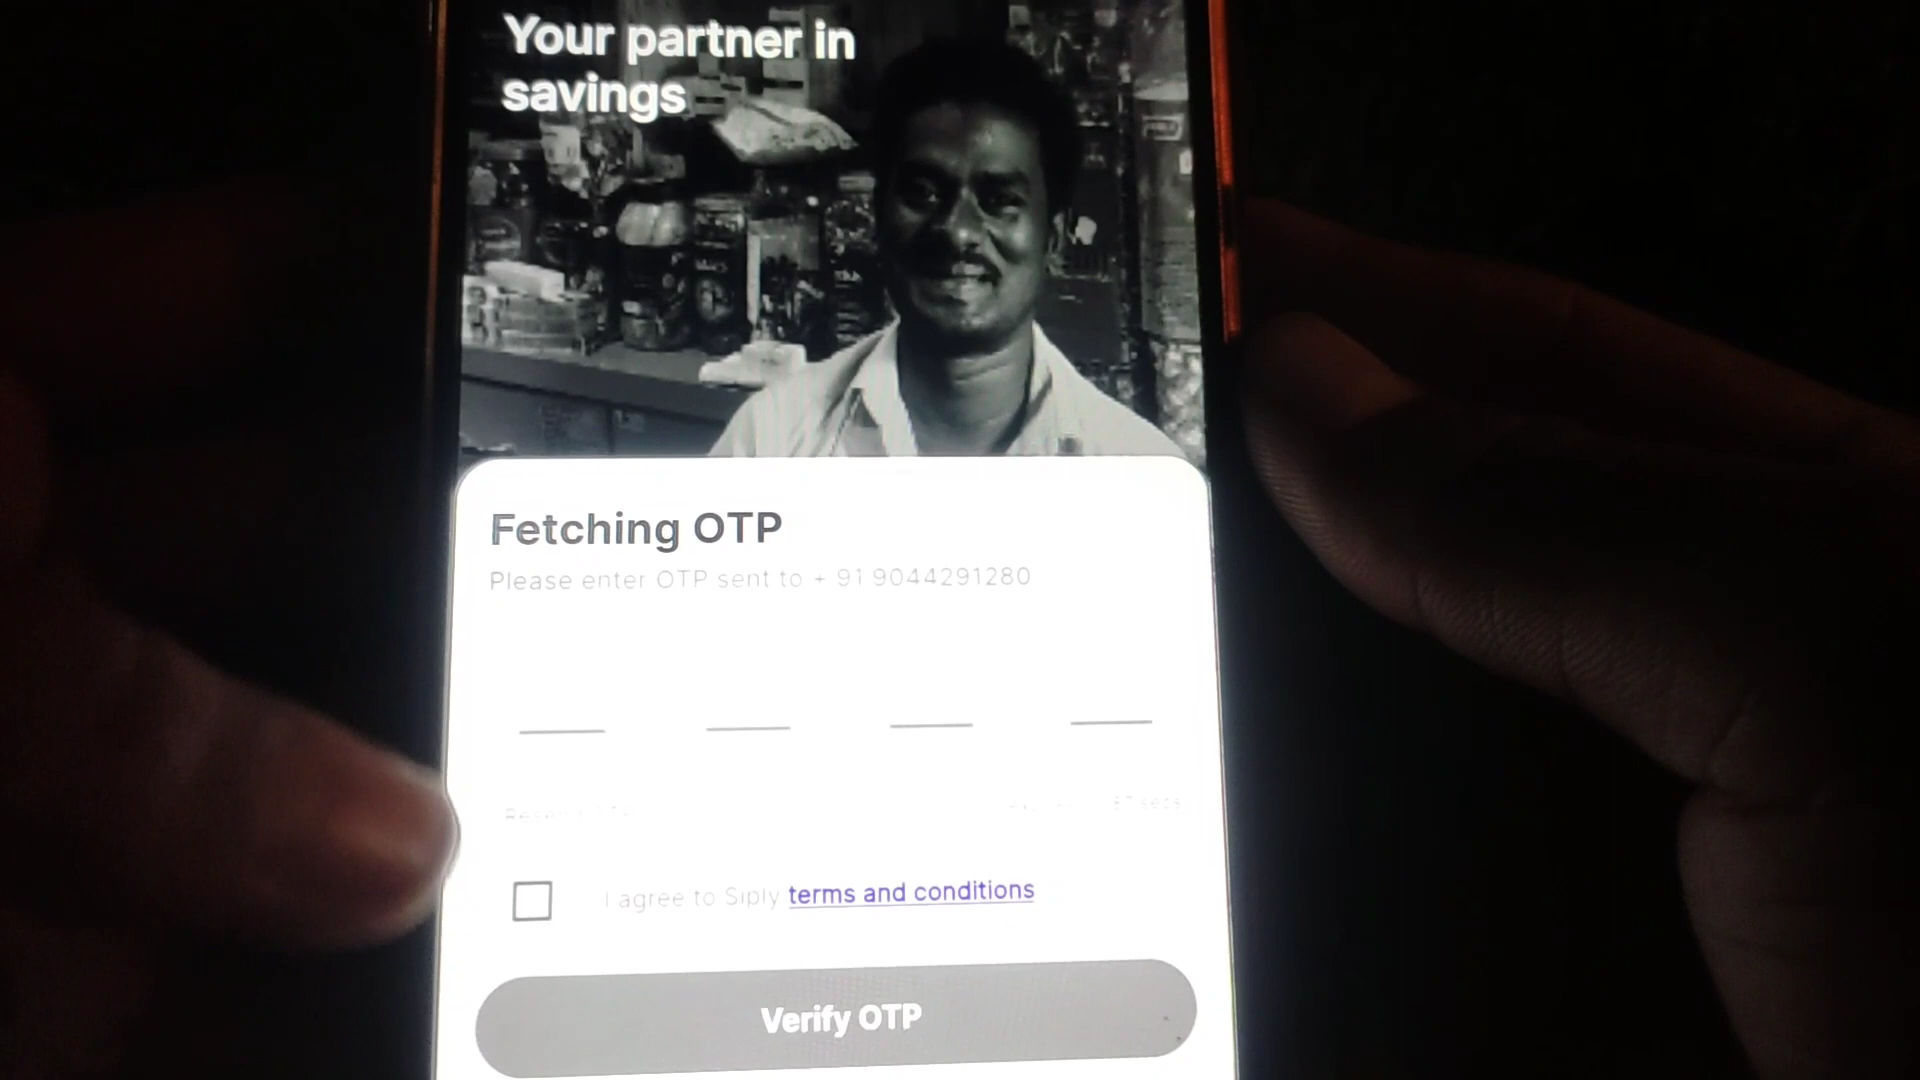 Your partner in
savings
Fetching OTP
Please enter OTP sent to + 91 9044291280
secs
I agree to Siply terms and conditions
Verify OTP